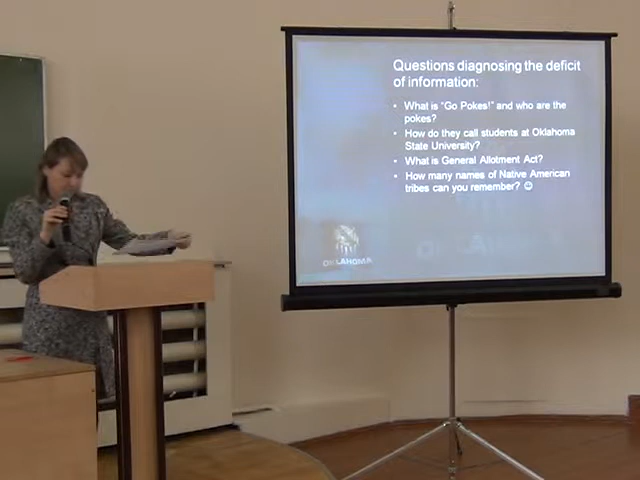 Questions diagnosing the deficit
of information:
• What is "Go Pokes!" and who are the
pokes?
• How do they call students at Oklahoma
State University?
• What is General Allotment Act?
• How many names of Native American
tribes can you remember? ☺
OKLAHOMA
OKLAHOMA